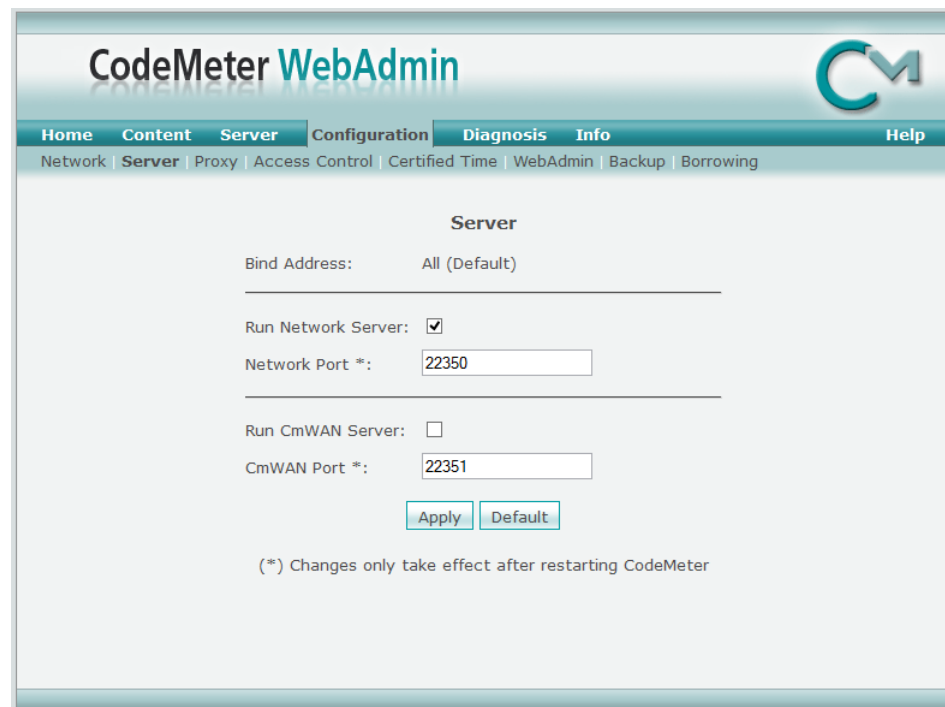 CodeMeter WebAdmin
CM
Home Content Server Configuration Diagnosis Info Help
Network | Server | Proxy | Access Control | Certified Time | WebAdmin | Backup | Borrowing
Server
Bind Address: All (Default)
Run Network Server:
Network Port *: 22350
Run CmWAN Server:
CmWAN Port *: 22351
Apply Default
(*) Changes only take effect after restarting CodeMeter